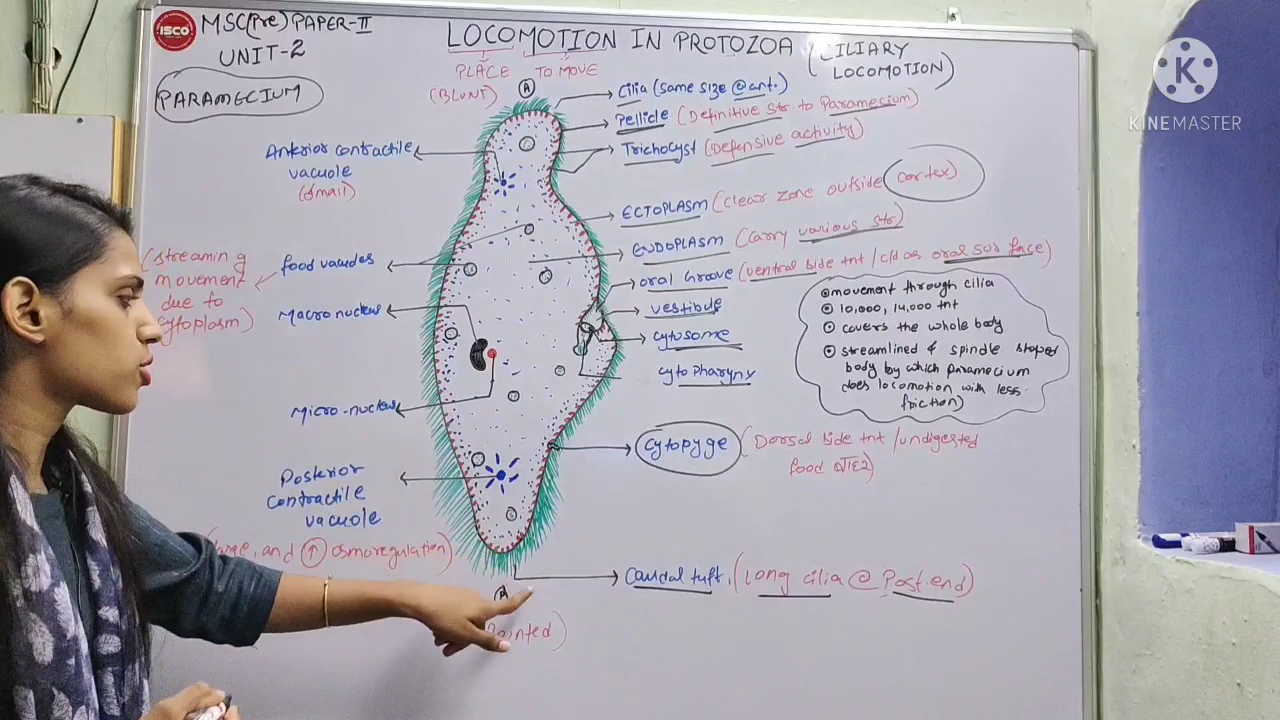 ISCO
MSC(Pre) PAPER-II
UNIT-2
LOCOMOTION IN PROTOZOA (CILIARY
LOCOMOTION)
PLACE TO MOVE
PARAMECIUM
(BLUNT)
A
Cilia (same size @ant.)
Pellicle (Definitive str. to Paramecium)
Trichocyst (Defensive activity)
ECTOPLASM (clear zone outside cortex)
ENDOPLASM (carry various str)
oral Groove (ventral side tnt / c/d as oral sur face)
vestibule
cytosome
cyto Pharynx
cytopyge (Dorsal side tnt /undigested
food
Caudal tuft. (Long cilia @ Post.end)
Anterior contractile
vacuole
(small)
food vacuoles
(streaming
movement
due to
cytoplasm)
Macro nucleus
Micro-nucleus
Posterior
contractile
vacuole
large, and ↑ osmoregulation)
Pointed)
movement through cilia
10,000, 14,000 tnt
covers the whole body
streamlined & spindle shaped
body by which paramecium
does locomotion with less
friction)
K
KINEMASTER